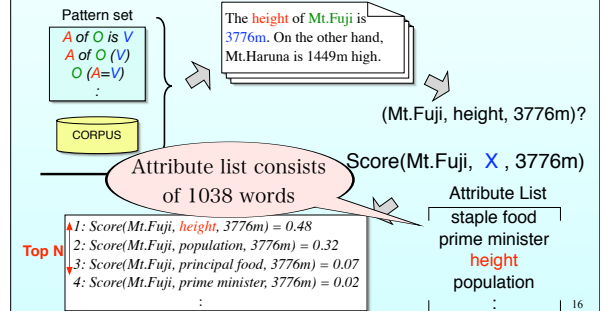 Pattern set
A of O is V
A of O (V)
O (A=V)
:
CORPUS
The height of Mt.Fuji is
3776m. On the other hand,
Mt.Haruna is 1449m high.
(Mt.Fuji, height, 3776m)?
Score(Mt.Fuji, X , 3776m)
Attribute list consists
of 1038 words
Attribute List
staple food
prime minister
height
population
:
Top N
1: Score(Mt.Fuji, height, 3776m) = 0.48
2: Score(Mt.Fuji, population, 3776m) = 0.32
3: Score(Mt.Fuji, principal food, 3776m) = 0.07
4: Score(Mt.Fuji, prime minister, 3776m) = 0.02
:
16